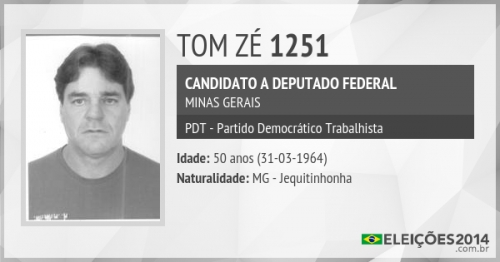 TOM ZÉ 1251
CANDIDATO A DEPUTADO FEDERAL
MINAS GERAIS
PDT - Partido Democrático Trabalhista
Idade: 50 anos (31-03-1964)
Naturalidade: MG - Jequitinhonha
ELEIÇÕES2014
.com.br